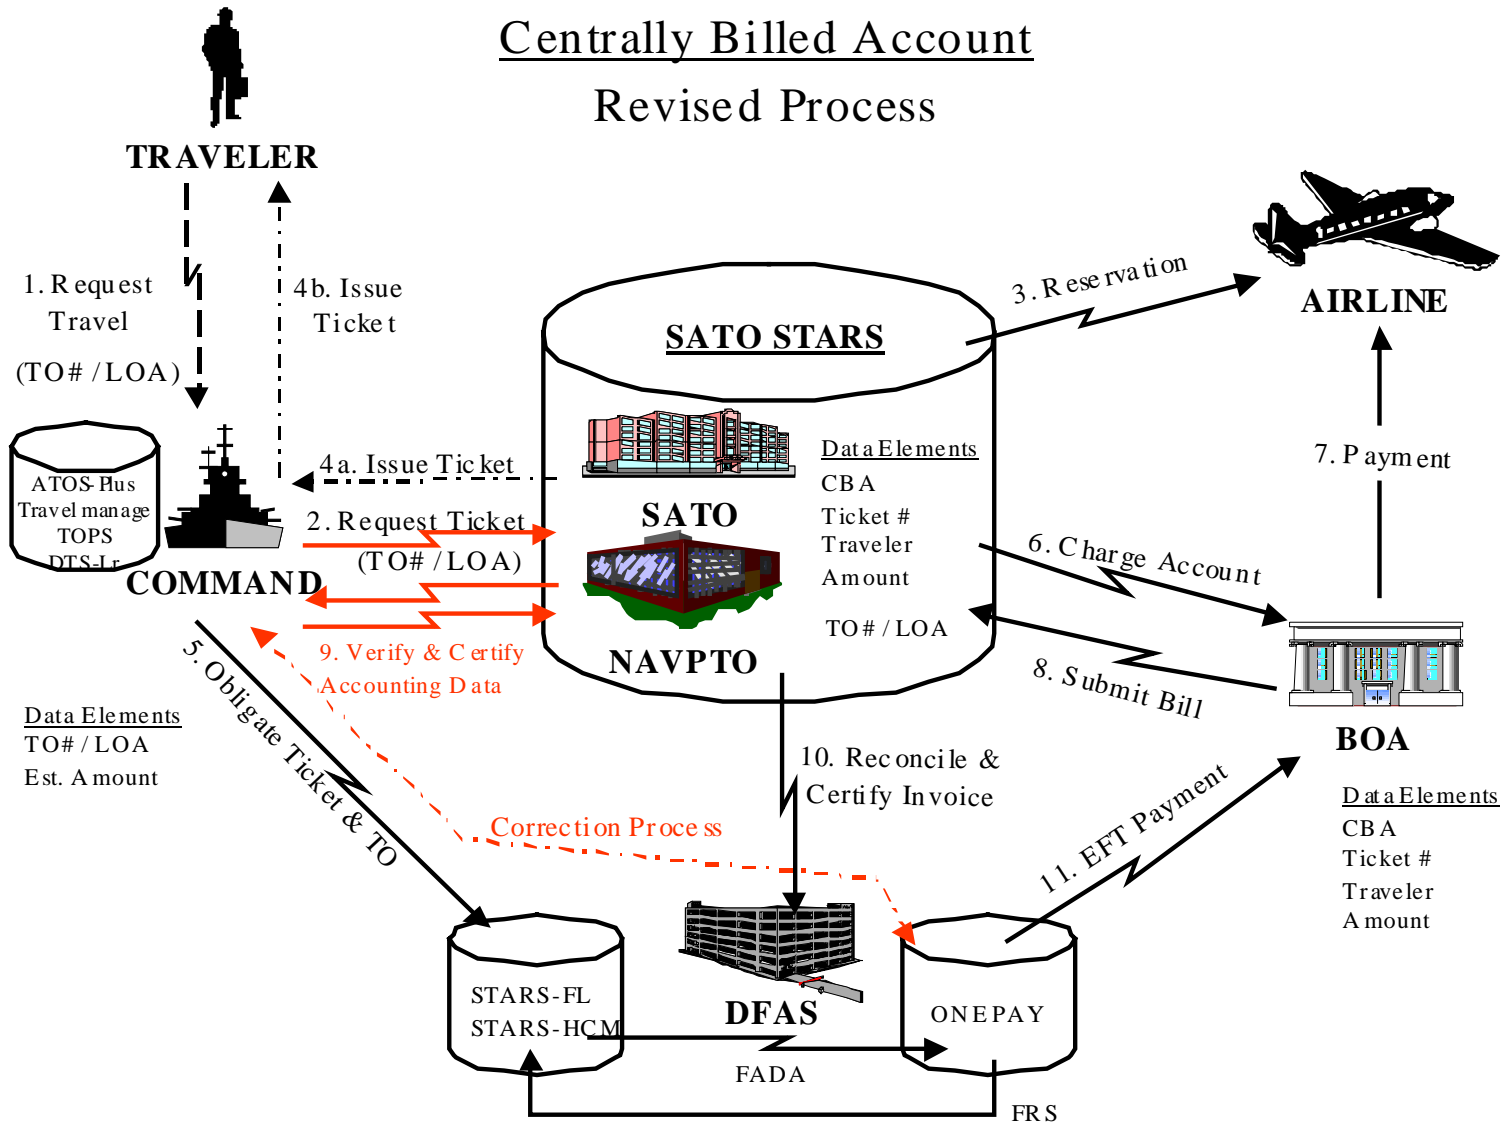 Centrally Billed Account
Revised Process
TRAVELER
1. Request
Travel
(TO# / LOA)
4b. Issue
Ticket
3. Reservation
AIRLINE
SATO STARS
ATOS-Plus
Travel manage
TOPS
DTS-Lr
COMMAND
4a. Issue Ticket
2. Request Ticket
(TO# / LOA)
SATO
NAVPTO
Data Elements
CBA
Ticket #
Traveler
Amount
TO# / LOA
7. Payment
6. Charge Account
8. Submit Bill
BOA
9. Verify & Certify
Accounting Data
5. Obligate Ticket & TO
Data Elements
TO# / LOA
Est. Amount
10. Reconcile &
Certify Invoice
Correction Process
11. EFT Payment
Data Elements
CBA
Ticket #
Traveler
Amount
STARS-FL
STARS-HCM
DFAS
ONEPAY
FADA
FRS